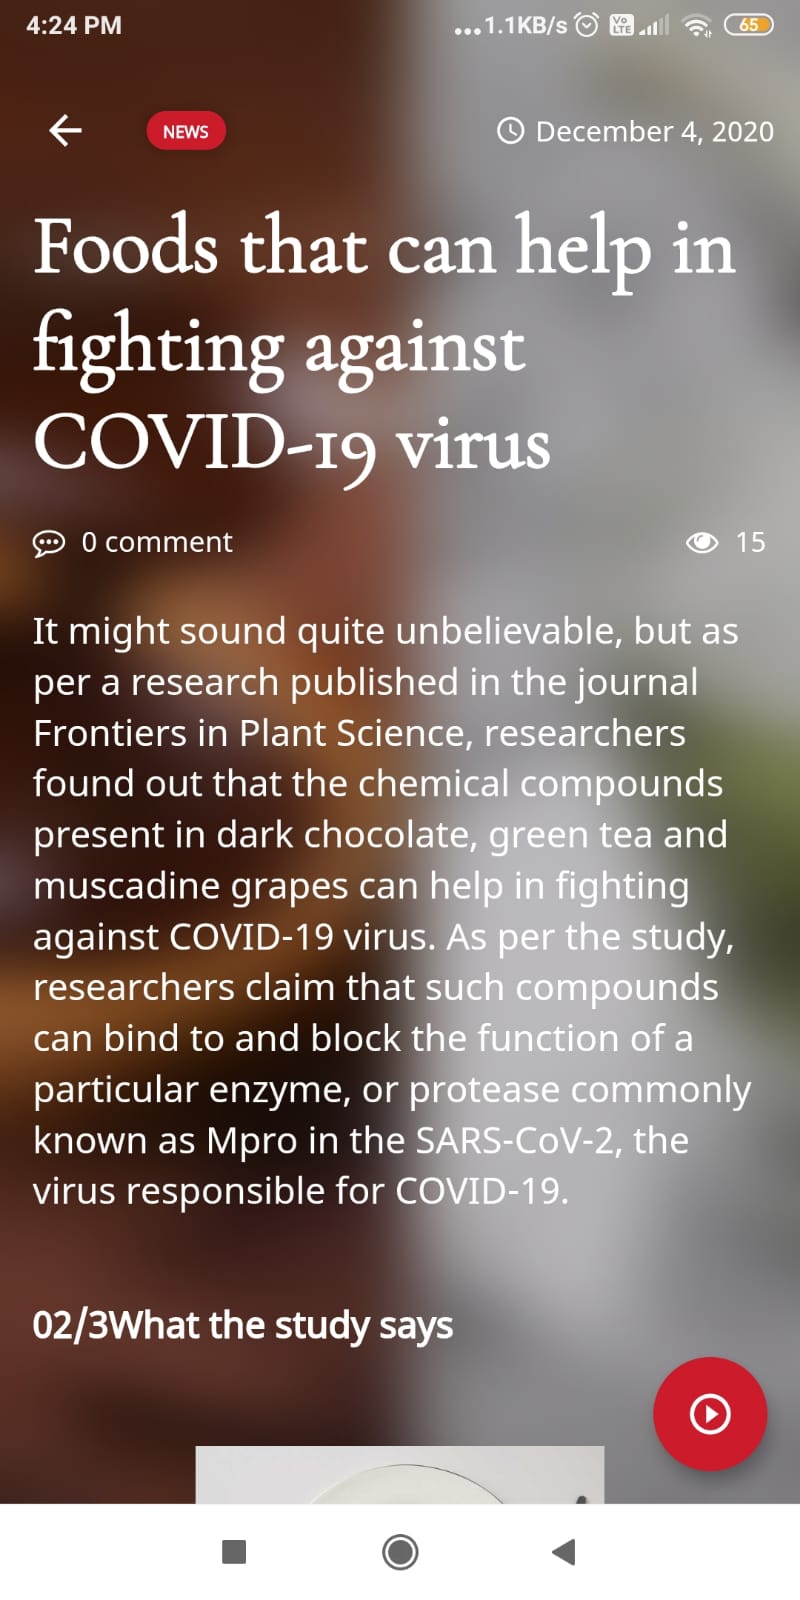 4:24 PM
...1.1KB/s
Vo
LTE
65
NEWS
December 4, 2020
Foods that can help in
fighting against
COVID-19 virus
0 comment
15
It might sound quite unbelievable, but as
per a research published in the journal
Frontiers in Plant Science, researchers
found out that the chemical compounds
present in dark chocolate, green tea and
muscadine grapes can help in fighting
against COVID-19 virus. As per the study,
researchers claim that such compounds
can bind to and block the function of a
particular enzyme, or protease commonly
known as Mpro in the SARS-CoV-2, the
virus responsible for COVID-19.
02/3What the study says